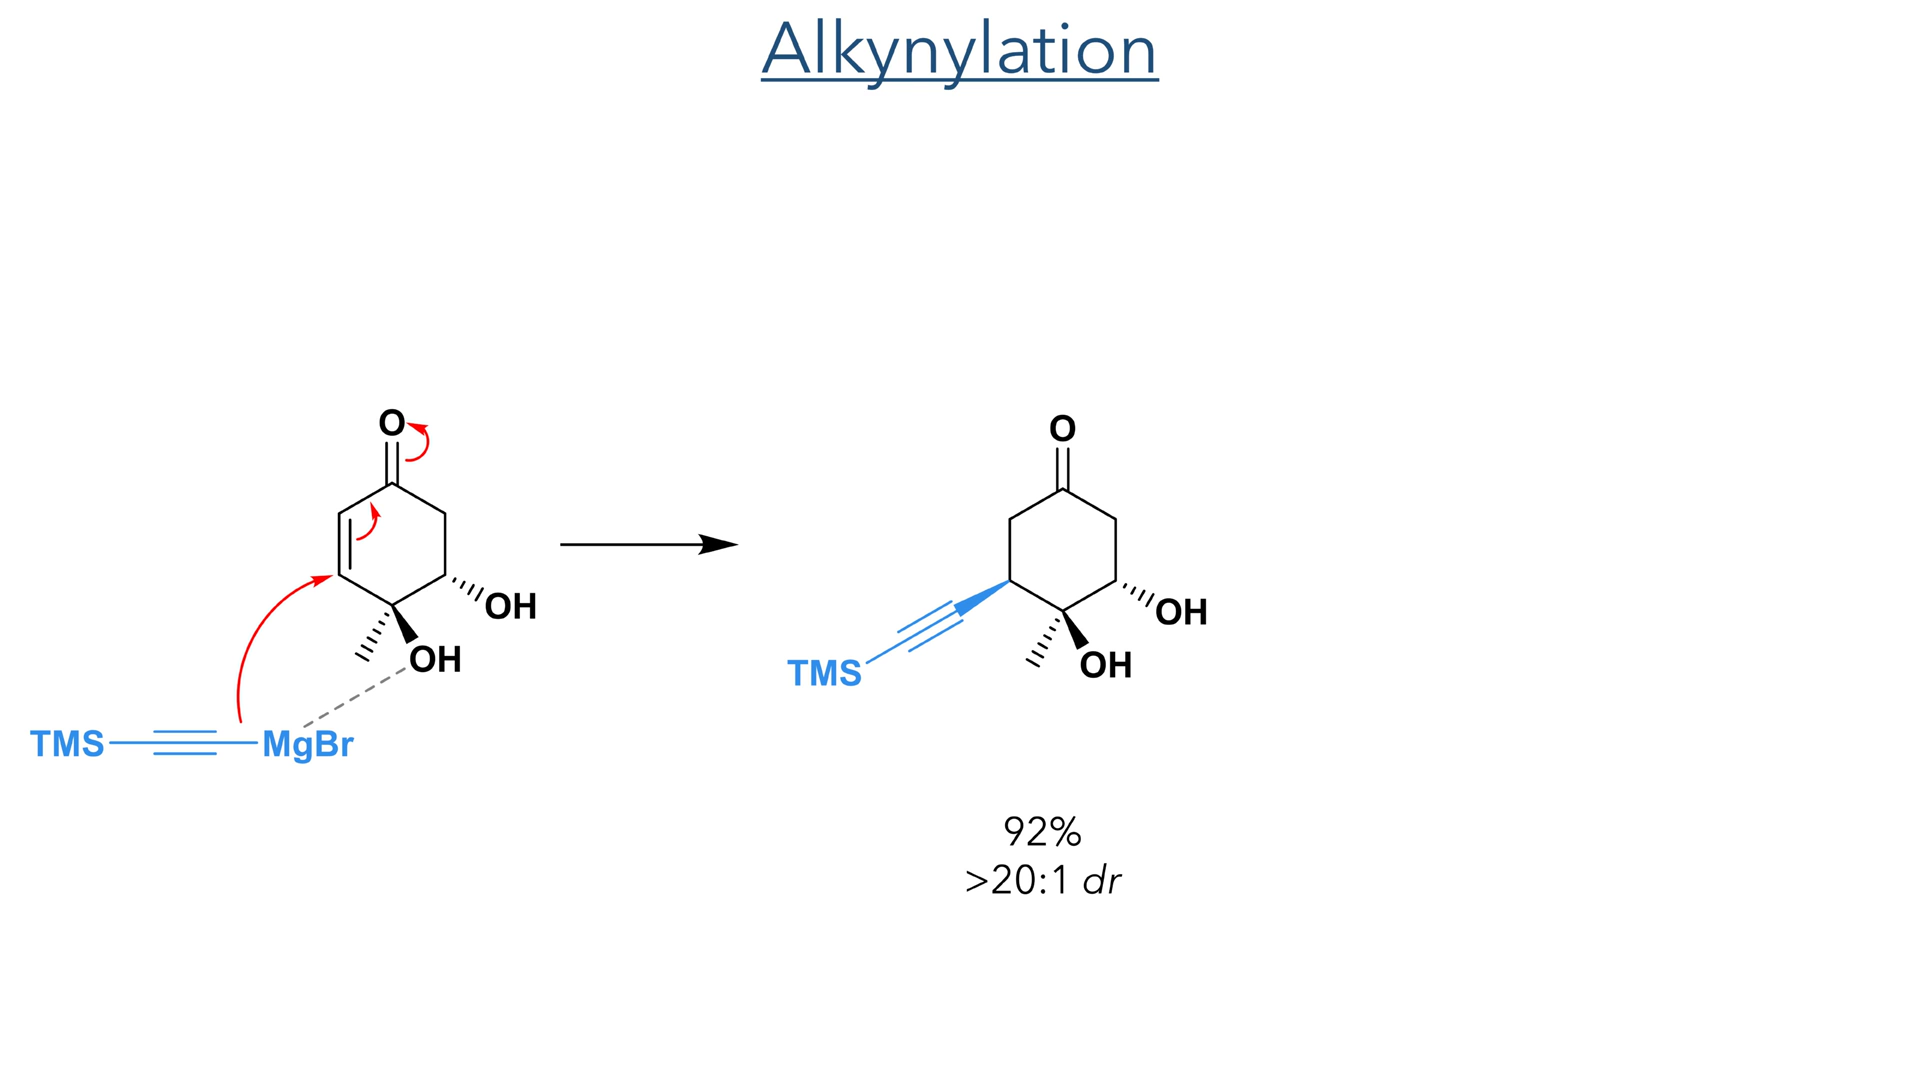 Alkynylation
O
OH
OH
TMS
MgBr
O
OH
OH
TMS
92%
>20:1 dr